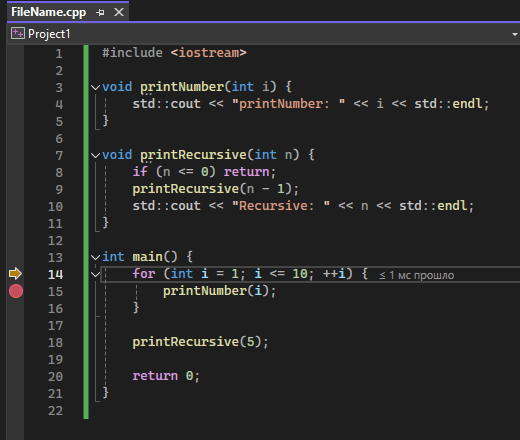 FileName.cpp
Project1
1 #include <iostream>
2
3 void printNumber(int i) {
4     std::cout << "printNumber: " << i << std::endl;
5 }
6
7 void printRecursive(int n) {
8     if (n <= 0) return;
9     printRecursive(n - 1);
10     std::cout << "Recursive: " << n << std::endl;
11 }
12
13 int main() {
14     for (int i = 1; i <= 10; ++i) { ≤ 1 мс прошло
15         printNumber(i);
16     }
17
18     printRecursive(5);
19
20     return 0;
21 }
22